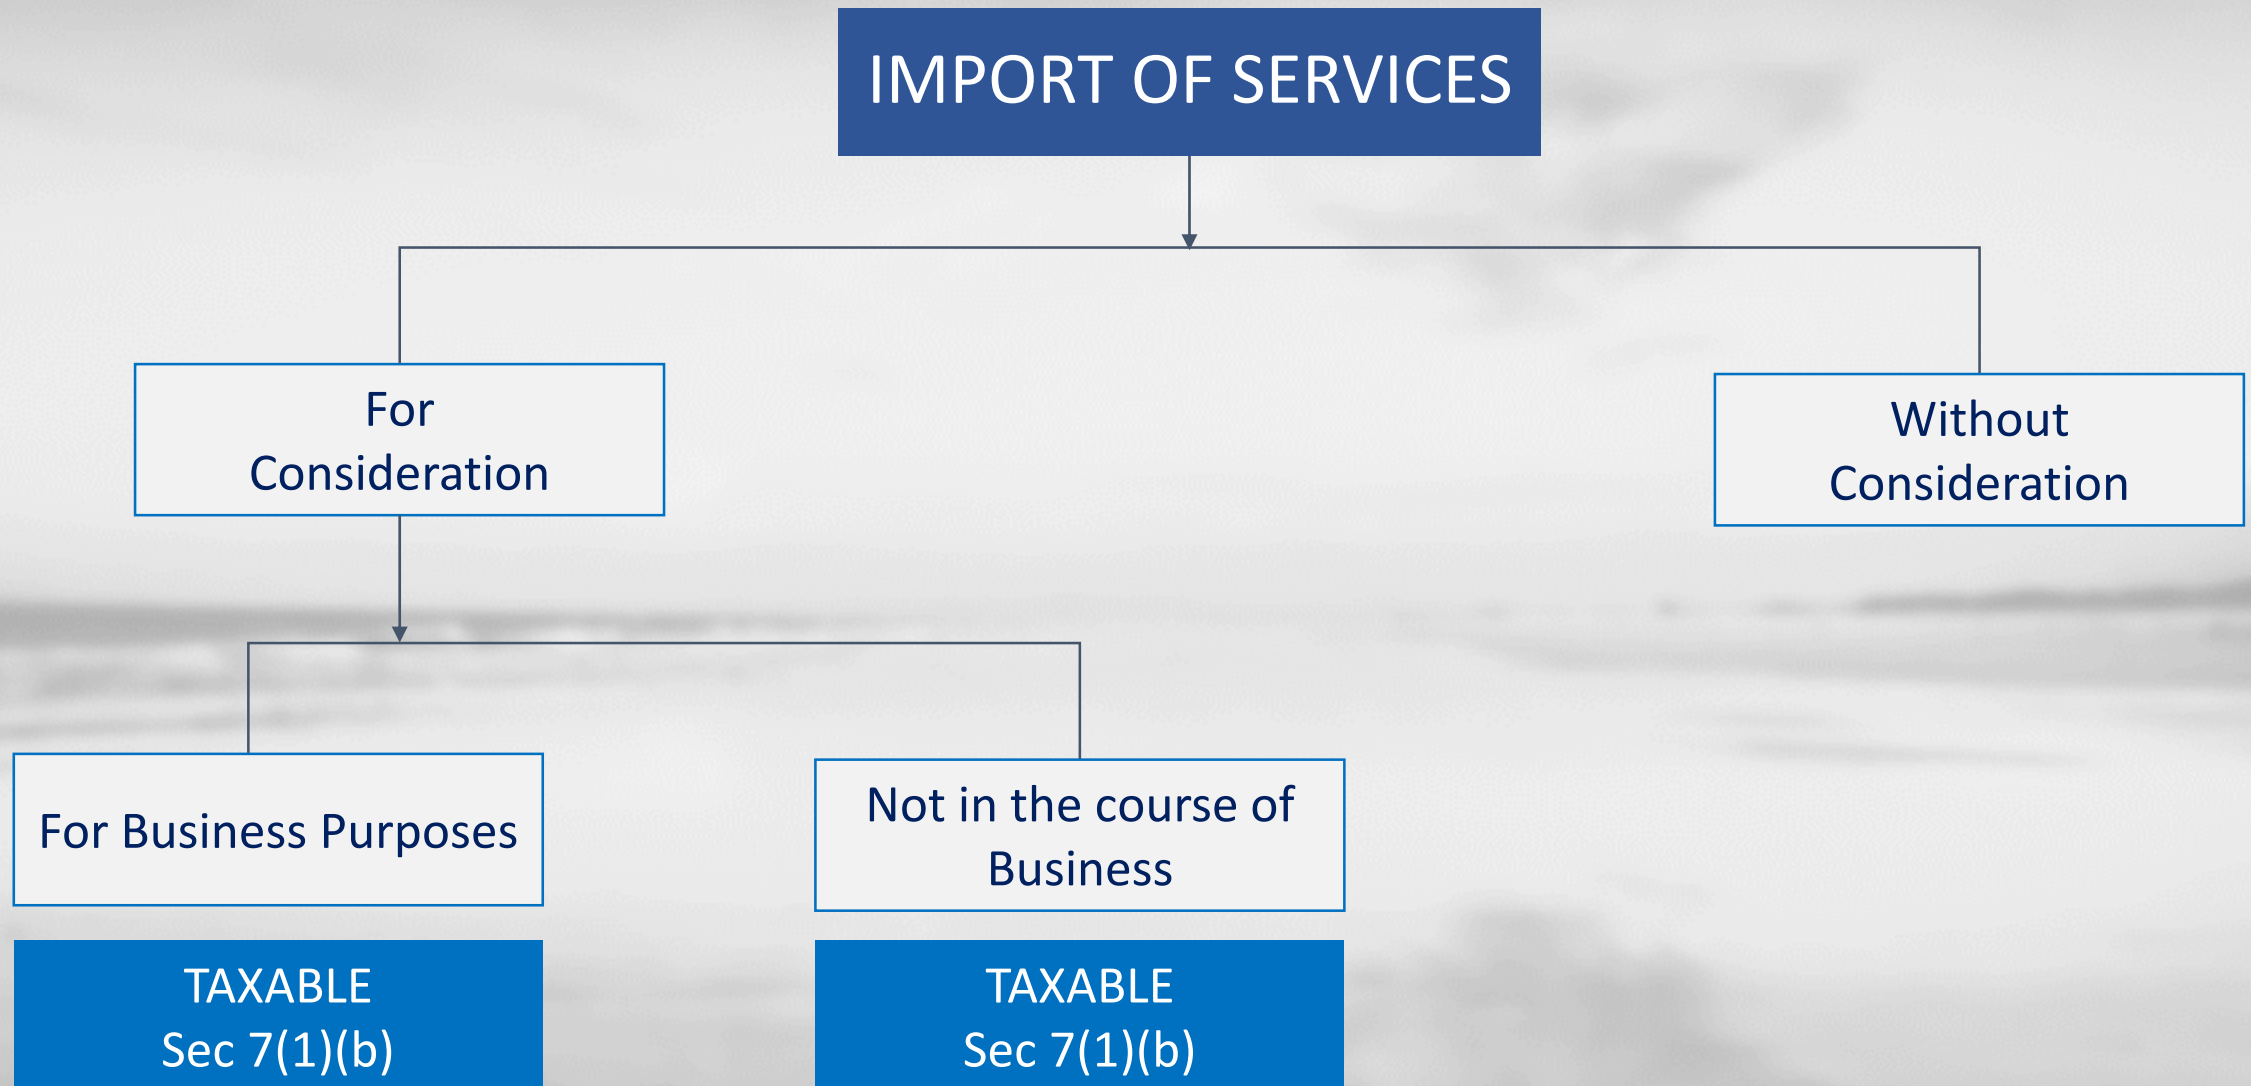 IMPORT OF SERVICES
For
Consideration
Without
Consideration
For Business Purposes
Not in the course of
Business
TAXABLE
Sec 7(1)(b)
TAXABLE
Sec 7(1)(b)